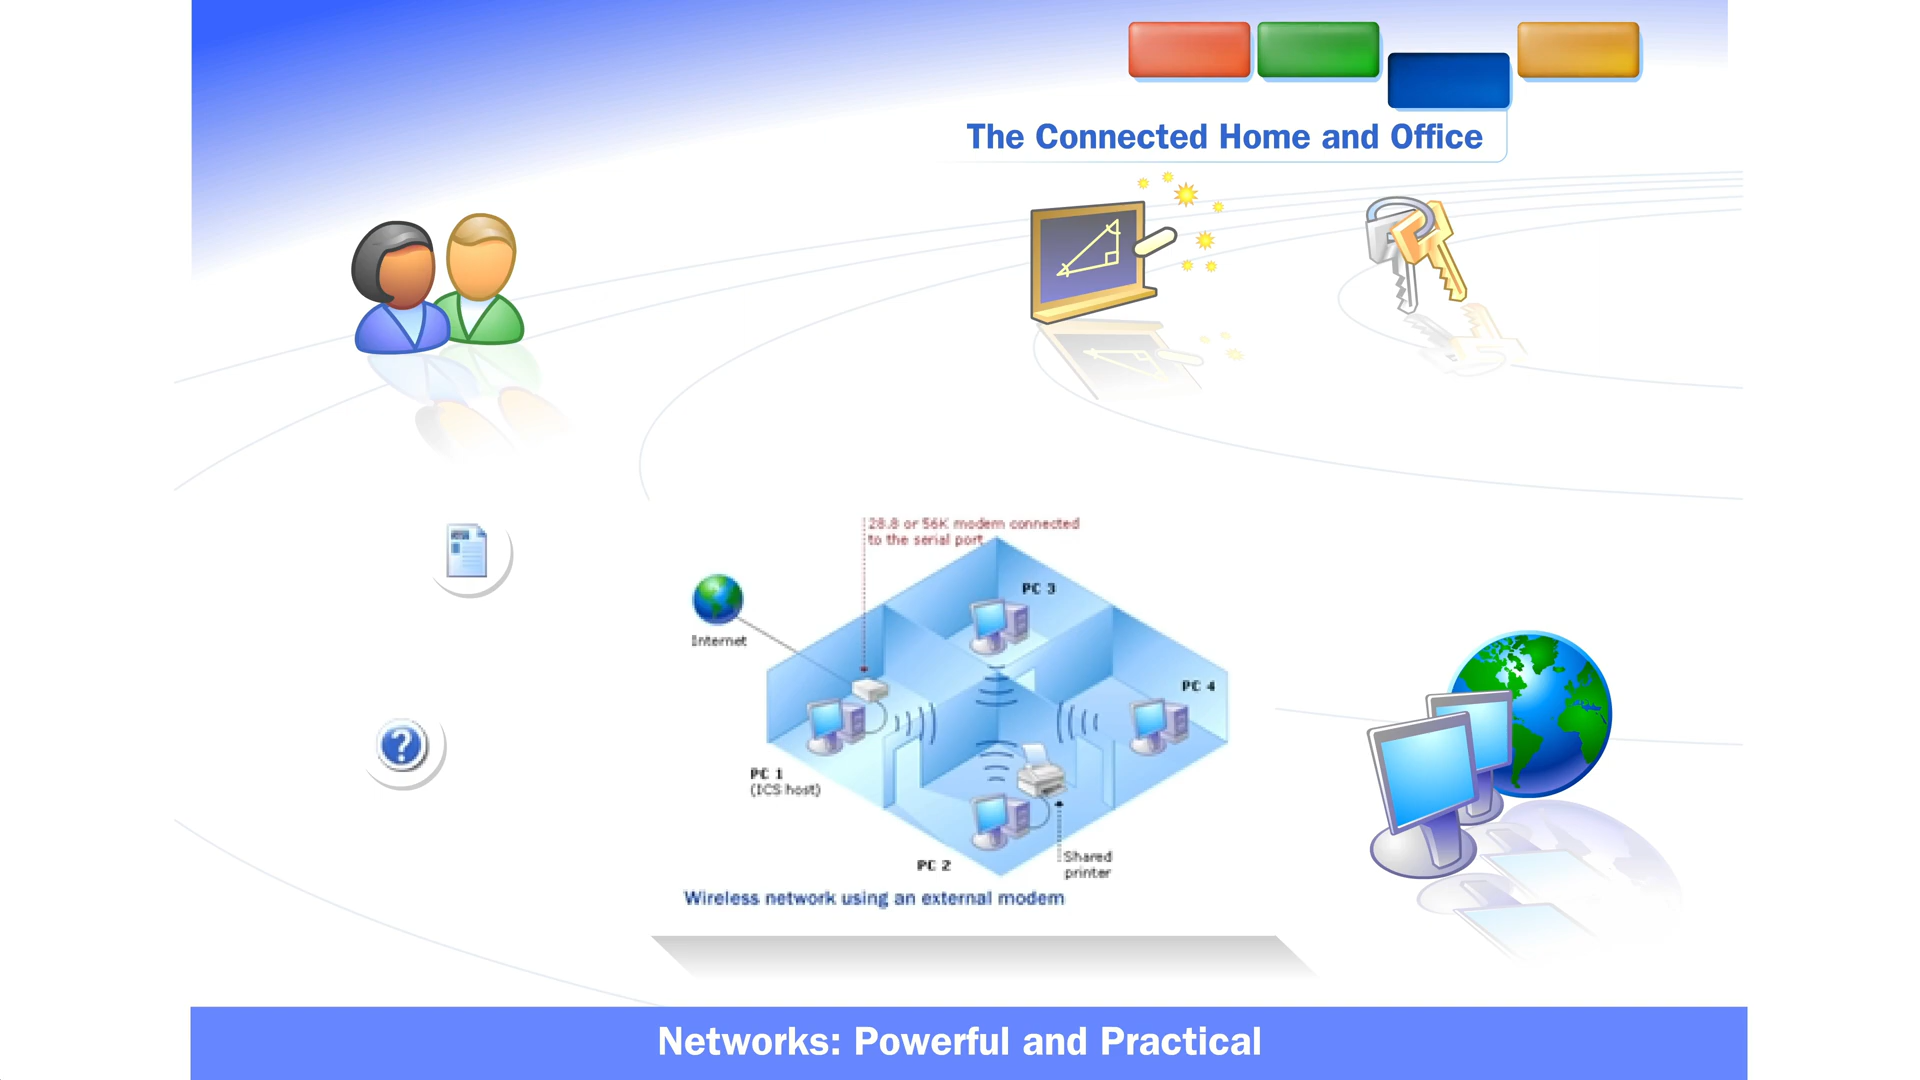 The Connected Home and Office
28.8 or 56K modem connected
to the serial port
PC 3
Internet
PC 4
PC 1
(ICS host)
PC 2
Shared
printer
Wireless network using an external modem
Networks: Powerful and Practical